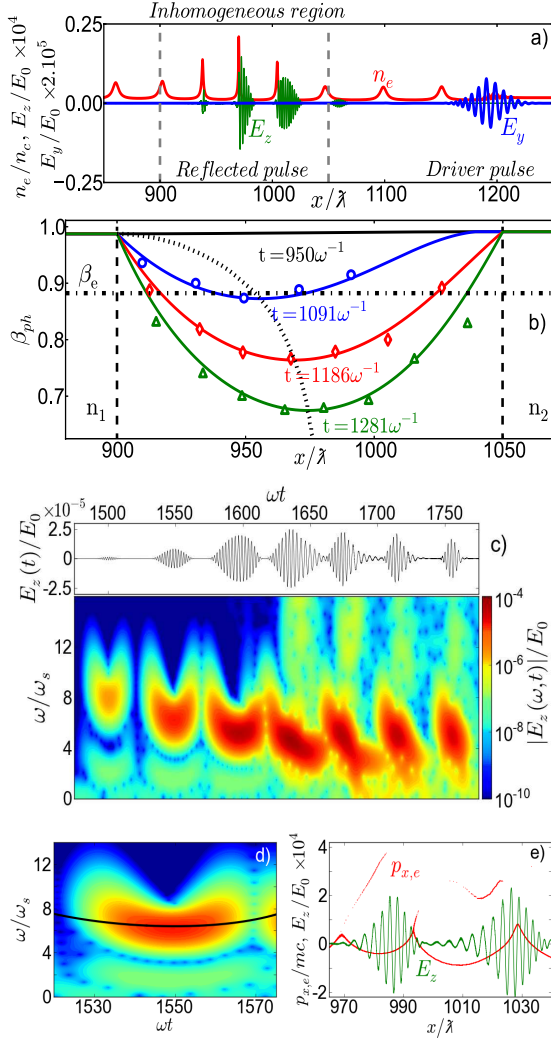 Inhomogeneous region
a)
n_e/n_c, E_z/E_0 ×10^4
E_y/E_0 ×2.10^5
0.25
0.00
−0.25
n_e
E_z
E_y
Reflected pulse
Driver pulse
900
1000
1100
1200
x/ƛ
1.0
0.9
0.8
0.7
β_ph
β_e
t=950ω^−1
t=1091ω^−1
b)
t=1186ω^−1
t=1281ω^−1
n_1
n_2
900
950
1000
1050
x/ƛ
ωt
×10^−5
1500
1550
1600
1650
1700
1750
E_z(t)/E_0
2.5
0
−2.5
c)
ω/ω_s
12
8
4
0
10^−4
10^−6
10^−8
10^−10
|E_z(ω,t)|/E_0
d)
ω/ω_s
12
8
4
0
1530
1550
1570
ωt
e)
p_x,e/mc, E_z/E_0 ×10^4
4
2
0
−2
p_x,e
E_z
965
990
1010
1030
x/ƛ